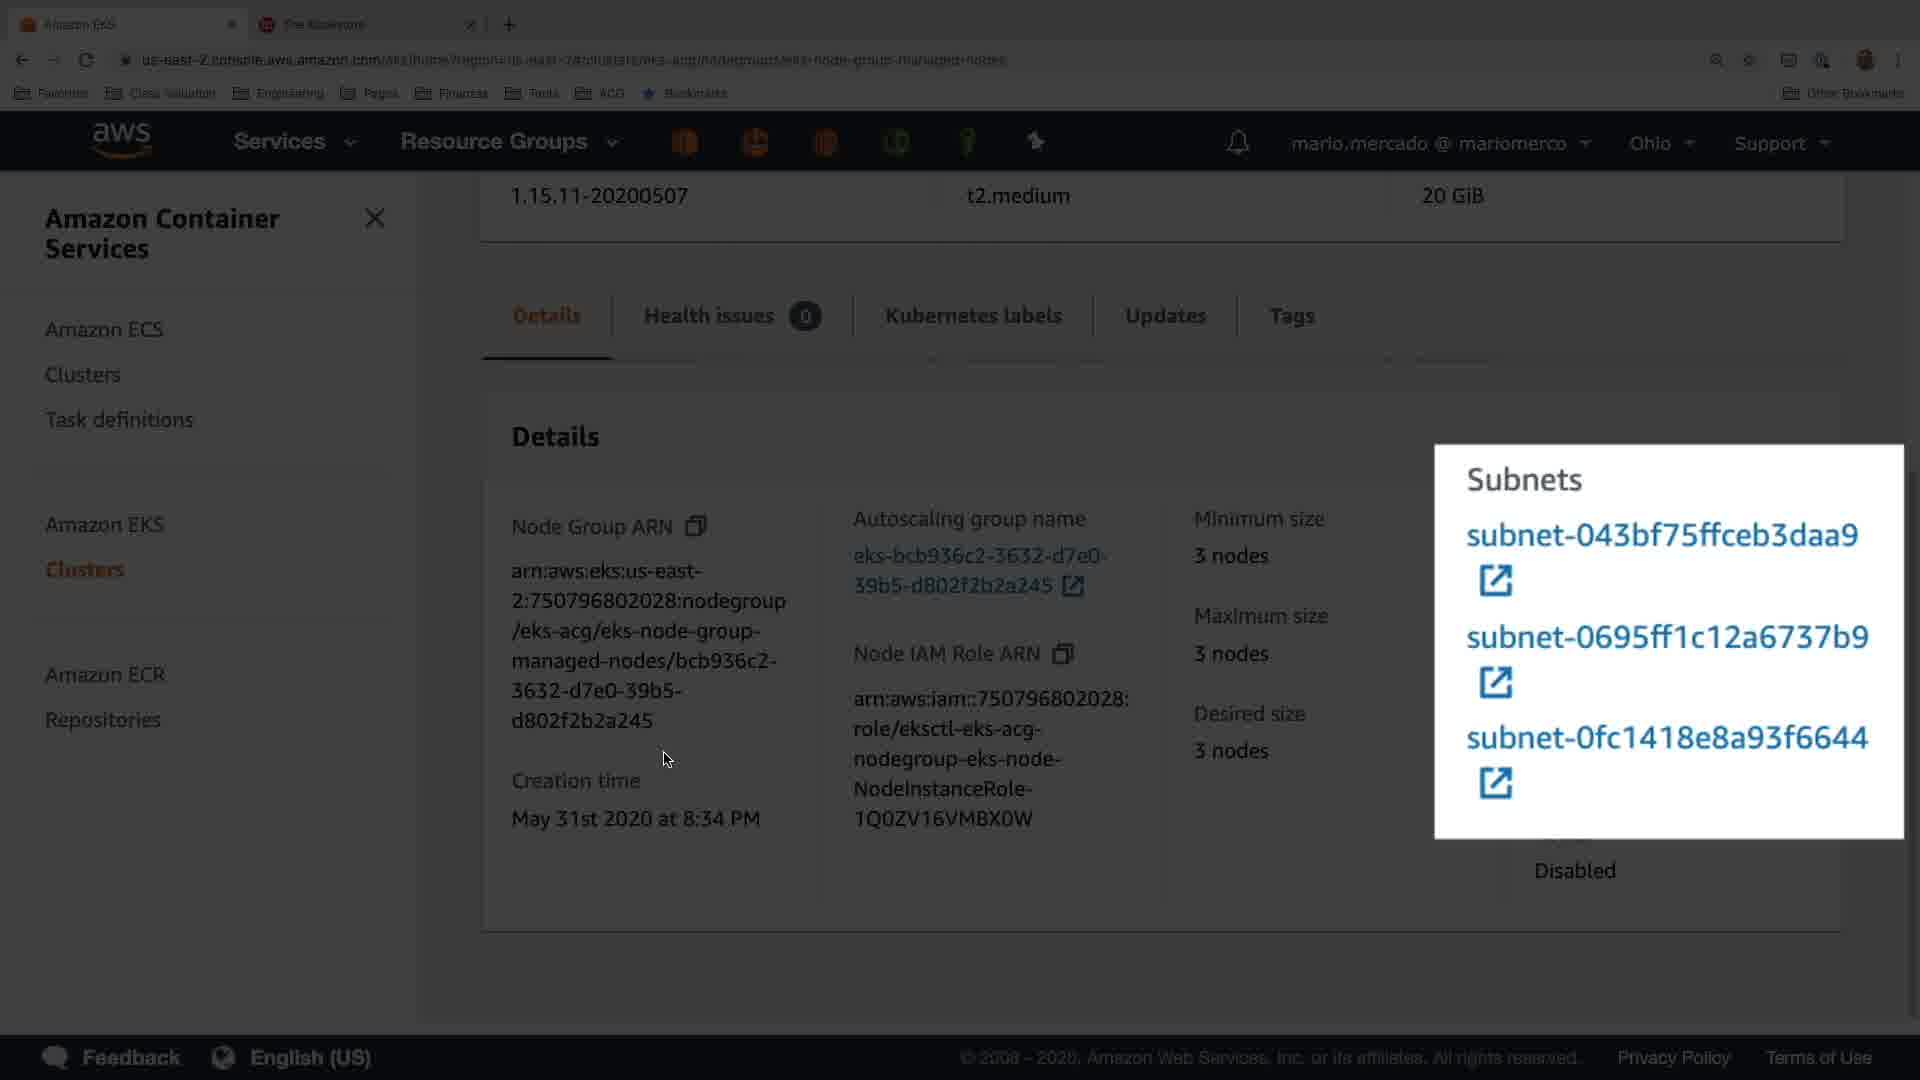 Amazon EKS
The Bookstore
us-east-2.console.aws.amazon.com/eks/home?region=us-east-2#/clusters/eks-acg/nodegroups/eks-node-group-managed-nodes
Favorites Class Valuation Engineering Pages Finances Tools ACG Bookmarks Other Bookmarks
aws Services Resource Groups mario.mercado @ mariomerco Ohio Support
Amazon Container
Services
Amazon ECS
Clusters
Task definitions
Amazon EKS
Clusters
Amazon ECR
Repositories
1.15.11-20200507 t2.medium 20 GiB
Details Health issues 0 Kubernetes labels Updates Tags
Details
Node Group ARN
arn:aws:eks:us-east-
2:750796802028:nodegroup
/eks-acg/eks-node-group-
managed-nodes/bcb936c2-
3632-d7e0-39b5-
d802f2b2a245
Creation time
May 31st 2020 at 8:34 PM
Autoscaling group name
eks-bcb936c2-3632-d7e0-
39b5-d802f2b2a245
Node IAM Role ARN
arn:aws:iam::750796802028:
role/eksctl-eks-acg-
nodegroup-eks-node-
NodeInstanceRole-
1Q0ZV16VMBX0W
Minimum size
3 nodes
Maximum size
3 nodes
Desired size
3 nodes
Subnets
subnet-043bf75ffceb3daa9
subnet-0695ff1c12a6737b9
subnet-0fc1418e8a93f6644
Disabled
Feedback English (US) © 2008 - 2020, Amazon Web Services, Inc. or its affiliates. All rights reserved. Privacy Policy Terms of Use